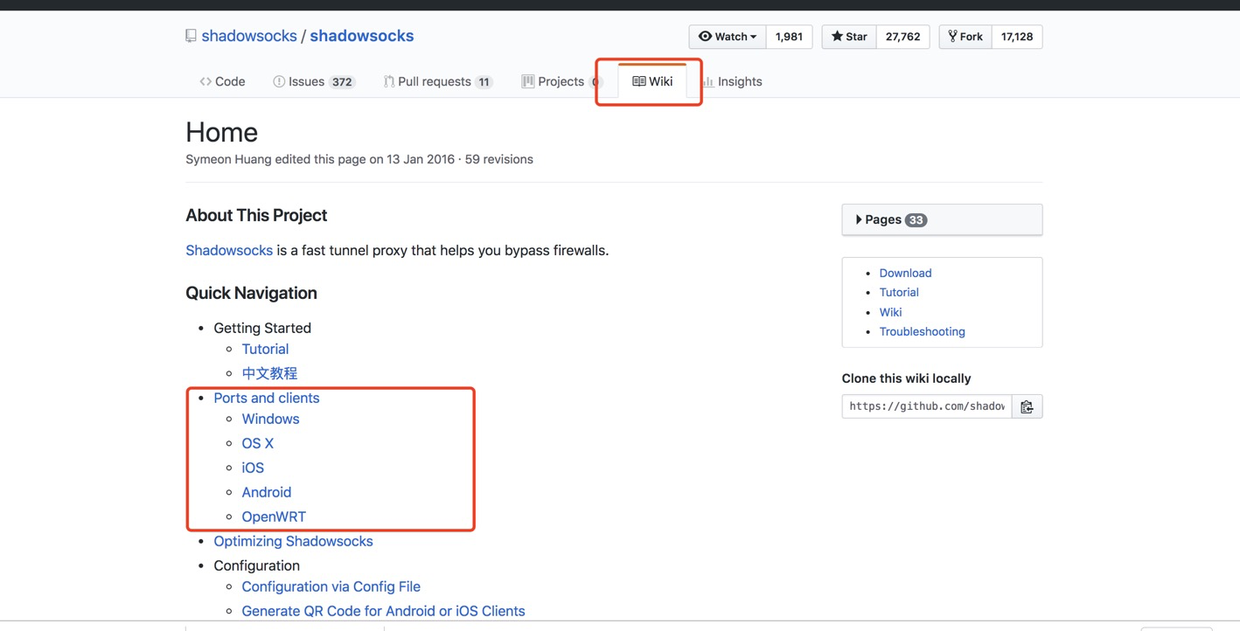 shadowsocks / shadowsocks
Watch 1,981 Star 27,762 Fork 17,128
Code Issues 372 Pull requests 11 Projects Wiki Insights
Home
Symeon Huang edited this page on 13 Jan 2016 · 59 revisions
About This Project
Shadowsocks is a fast tunnel proxy that helps you bypass firewalls.
Quick Navigation
Getting Started
Tutorial
中文教程
Ports and clients
Windows
OS X
iOS
Android
OpenWRT
Optimizing Shadowsocks
Configuration
Configuration via Config File
Generate QR Code for Android or iOS Clients
Pages 33
Download
Tutorial
Wiki
Troubleshooting
Clone this wiki locally
https://github.com/shadow